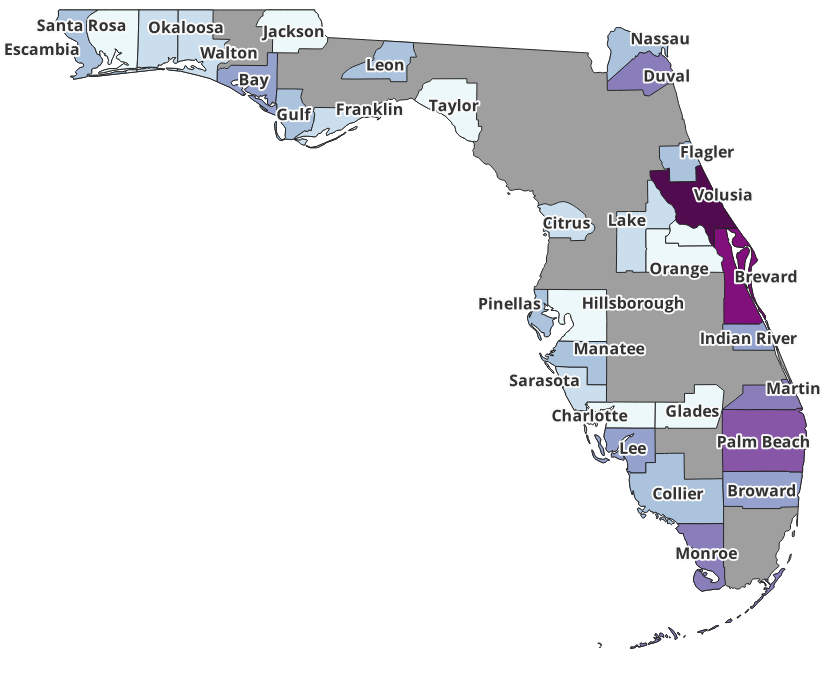 Santa Rosa
Okaloosa
Jackson
Escambia
Walton
Nassau
Leon
Bay
Duval
Gulf
Franklin
Taylor
Flagler
Volusia
Citrus
Lake
Orange
Brevard
Pinellas
Hillsborough
Indian River
Manatee
Sarasota
Martin
Charlotte
Glades
Palm Beach
Lee
Collier
Broward
Monroe